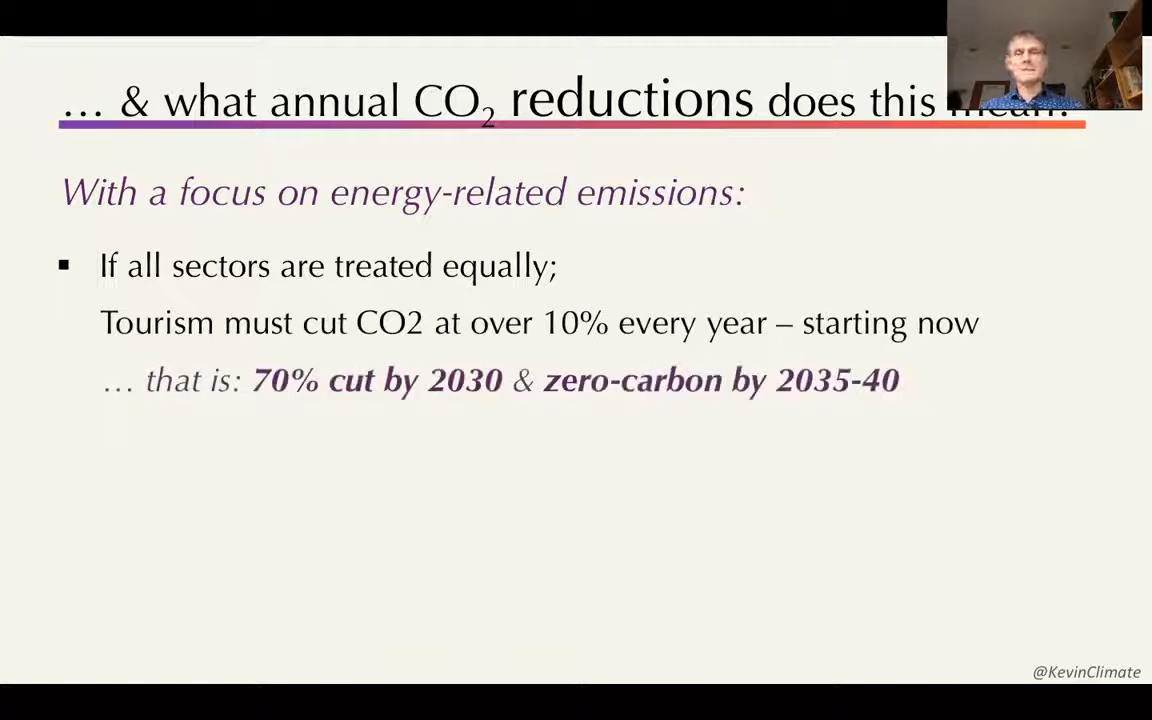 ... & what annual CO2 reductions does this mean?
With a focus on energy-related emissions:
▪ If all sectors are treated equally;
Tourism must cut CO2 at over 10% every year – starting now
... that is: 70% cut by 2030 & zero-carbon by 2035-40
@KevinClimate